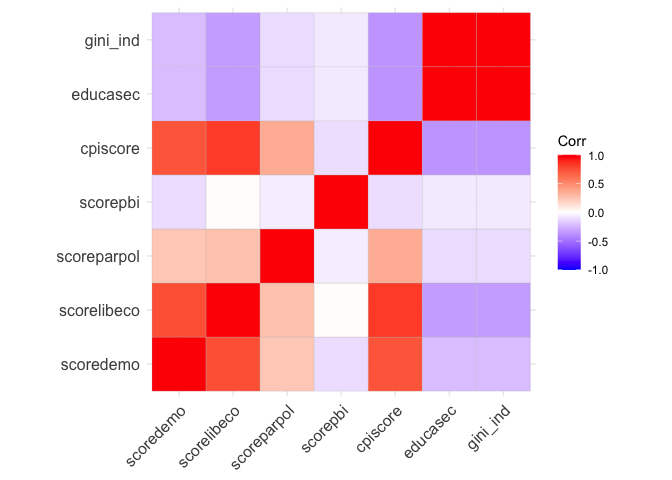 gini_ind
educasec
cpiscore
scorepbi
scoreparpol
scorelibeco
scoredemo
scoredemo
scorelibeco
scoreparpol
scorepbi
cpiscore
educasec
gini_ind
Corr
1.0
0.5
0.0
-0.5
-1.0